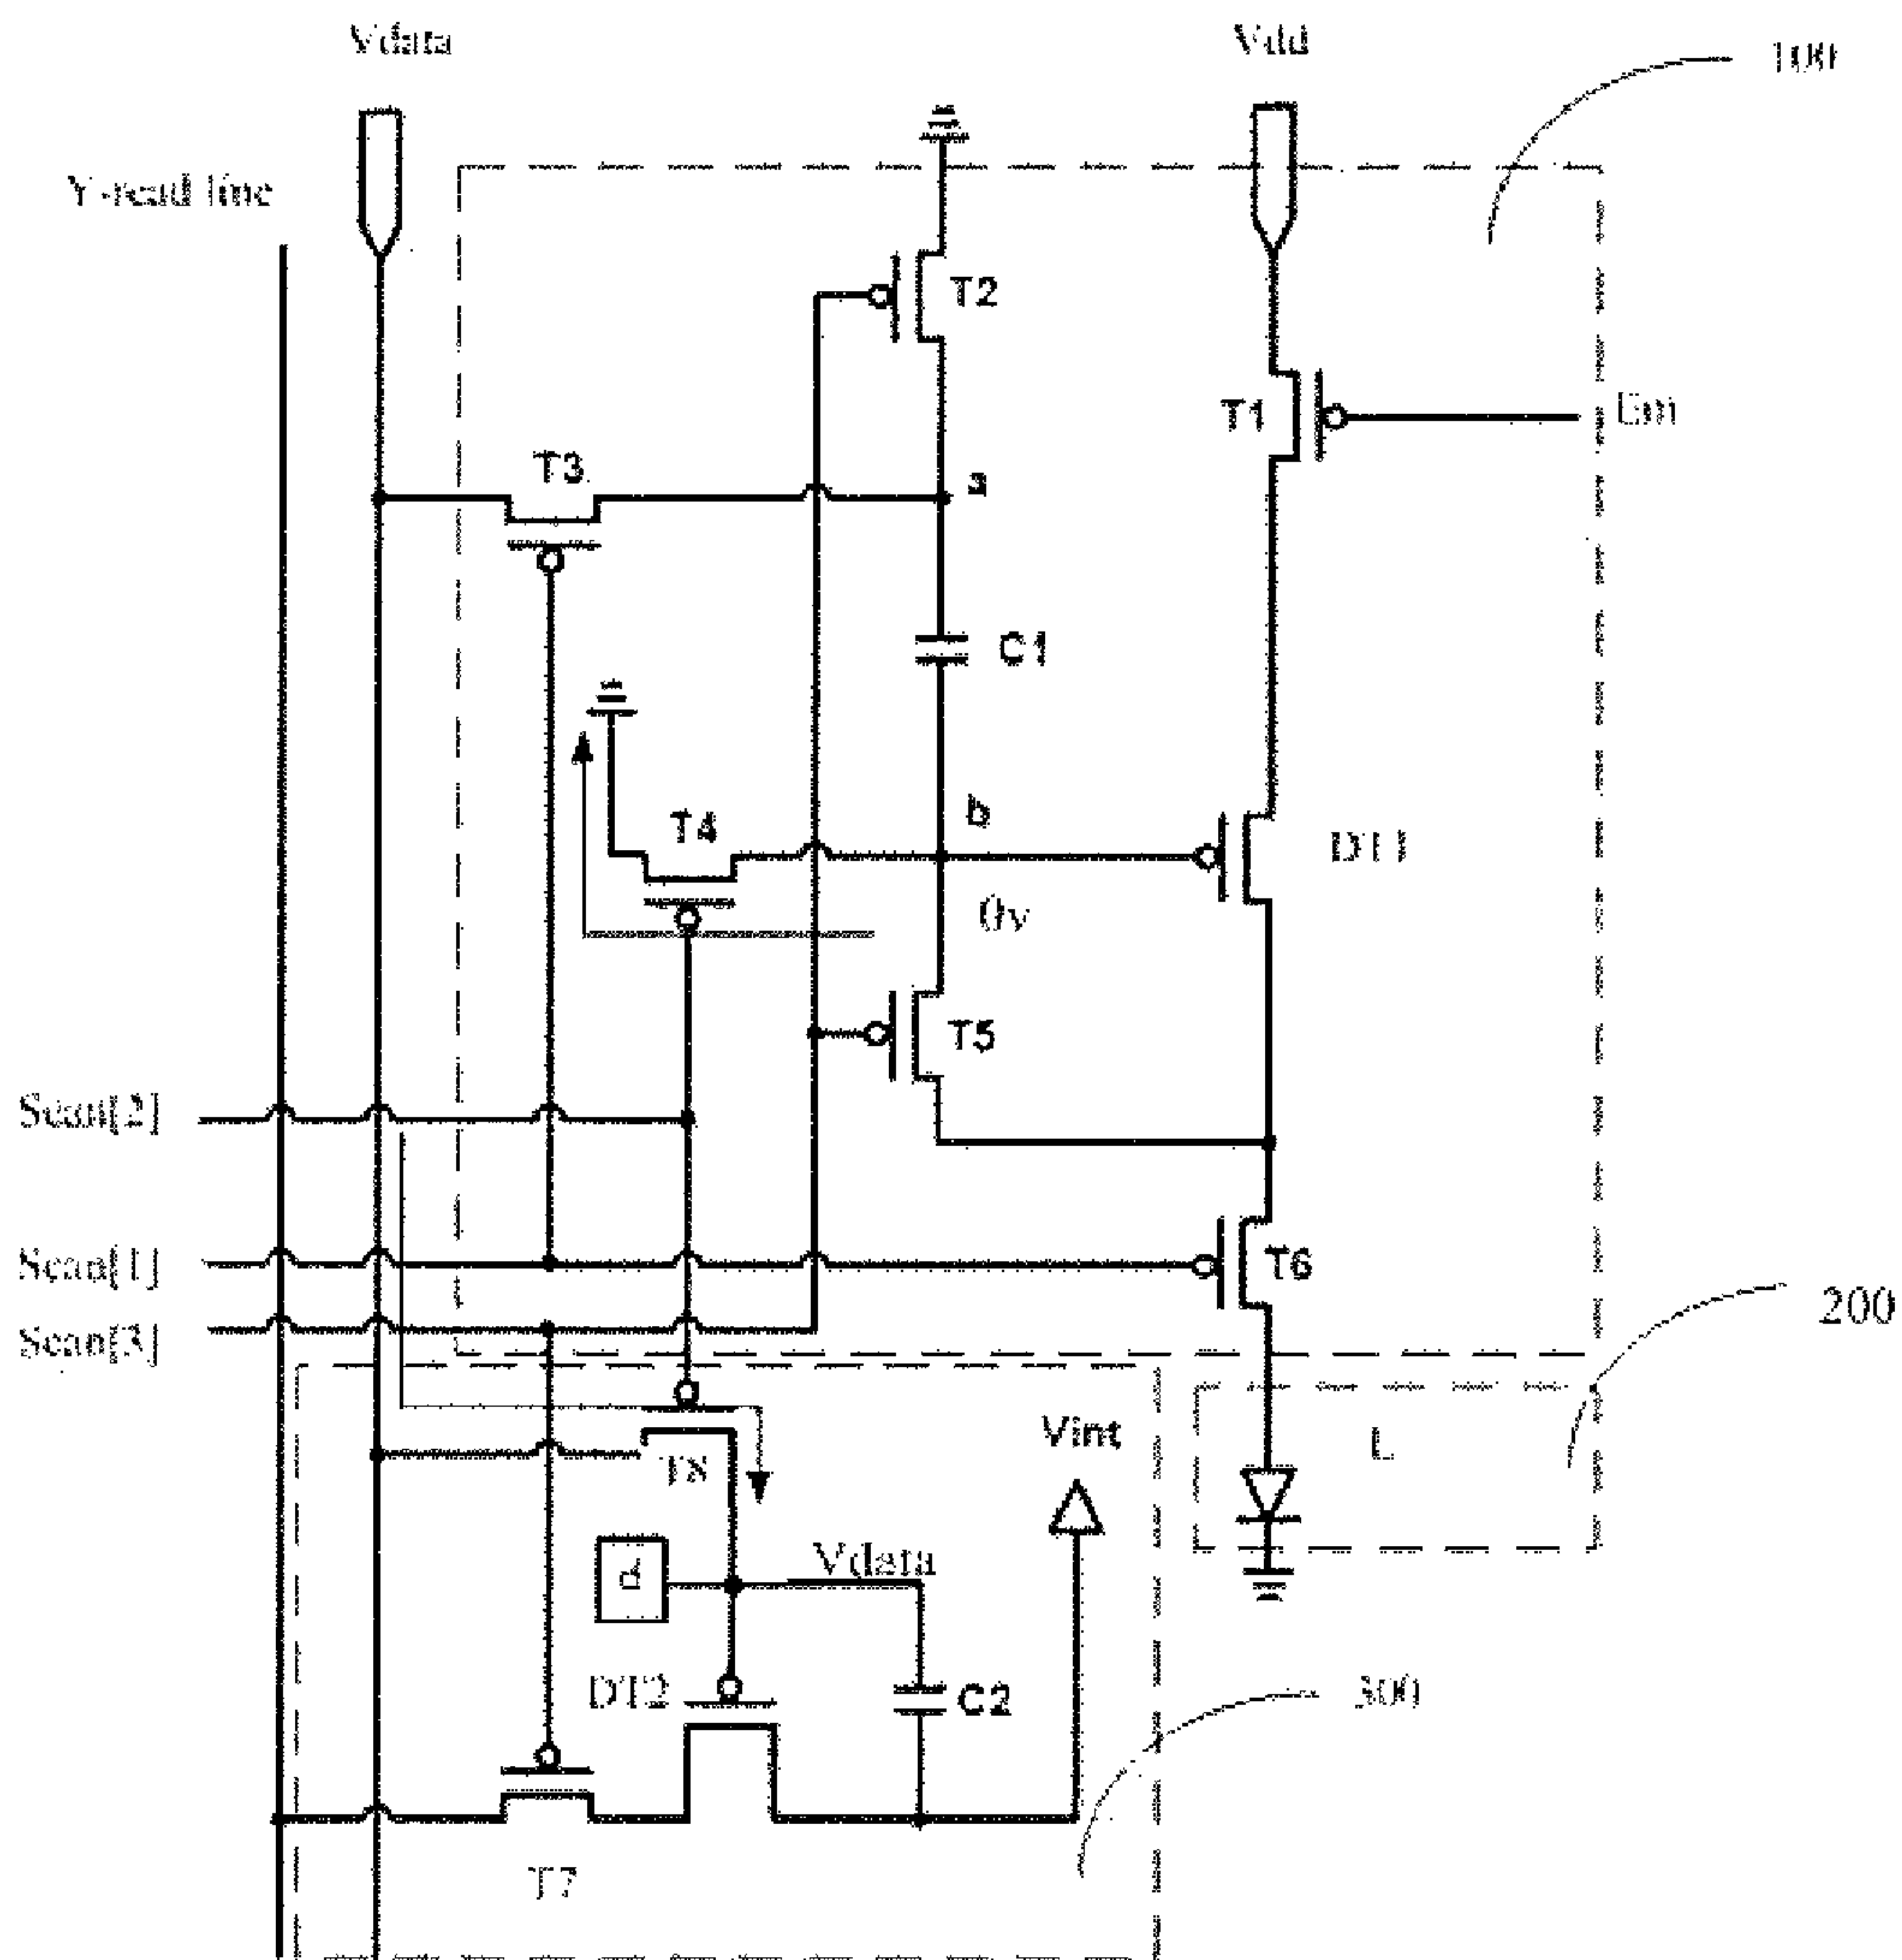 Vdata
Vdd
100
Y-read line
T2
T1
Em
T3
a
C1
T4
b
DT1
0v
T5
Scan[2]
Scan[1]
T6
200
Scan[3]
L
T8
Vint
d
Vdata
DT2
C2
300
T7